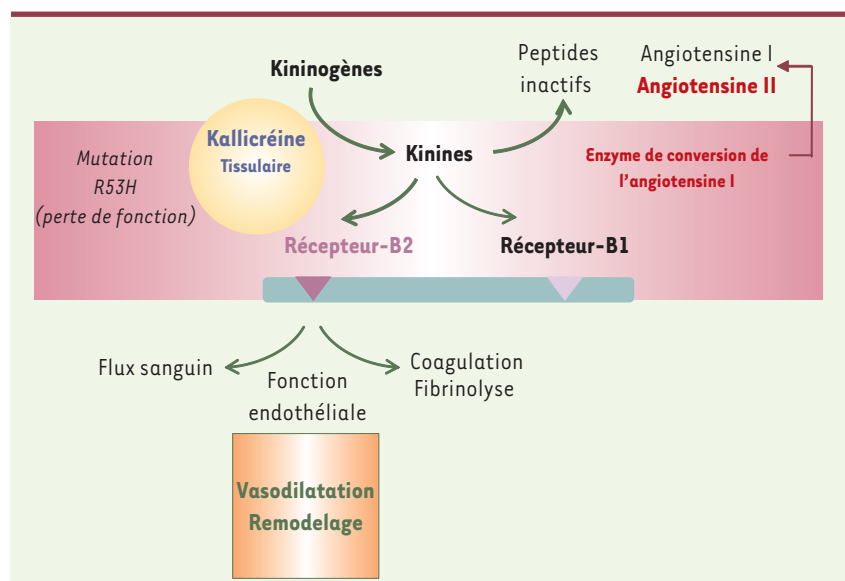 Kininogènes
Peptides
inactifs
Angiotensine I
Angiotensine II
Mutation
R53H
(perte de fonction)
Kallicréine
Tissulaire
Kinines
Enzyme de conversion de
l'angiotensine I
Récepteur-B2
Récepteur-B1
Flux sanguin
Fonction
endothéliale
Coagulation
Fibrinolyse
Vasodilatation
Remodelage